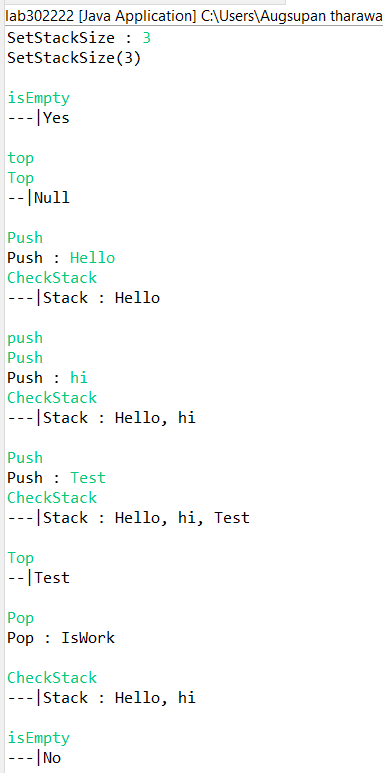 lab302222 [Java Application] C:\Users\Augsupan tharawa
SetStackSize : 3
SetStackSize(3)
isEmpty
---|Yes
top
Top
--|Null
Push
Push : Hello
CheckStack
---|Stack : Hello
push
Push
Push : hi
CheckStack
---|Stack : Hello, hi
Push
Push : Test
CheckStack
---|Stack : Hello, hi, Test
Top
--|Test
Pop
Pop : IsWork
CheckStack
---|Stack : Hello, hi
isEmpty
---|No